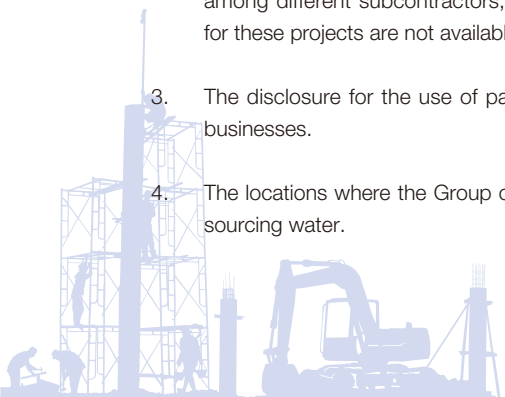 among different subcontractors,
for these projects are not availabl
3. The disclosure for the use of pa
businesses.
4. The locations where the Group o
sourcing water.